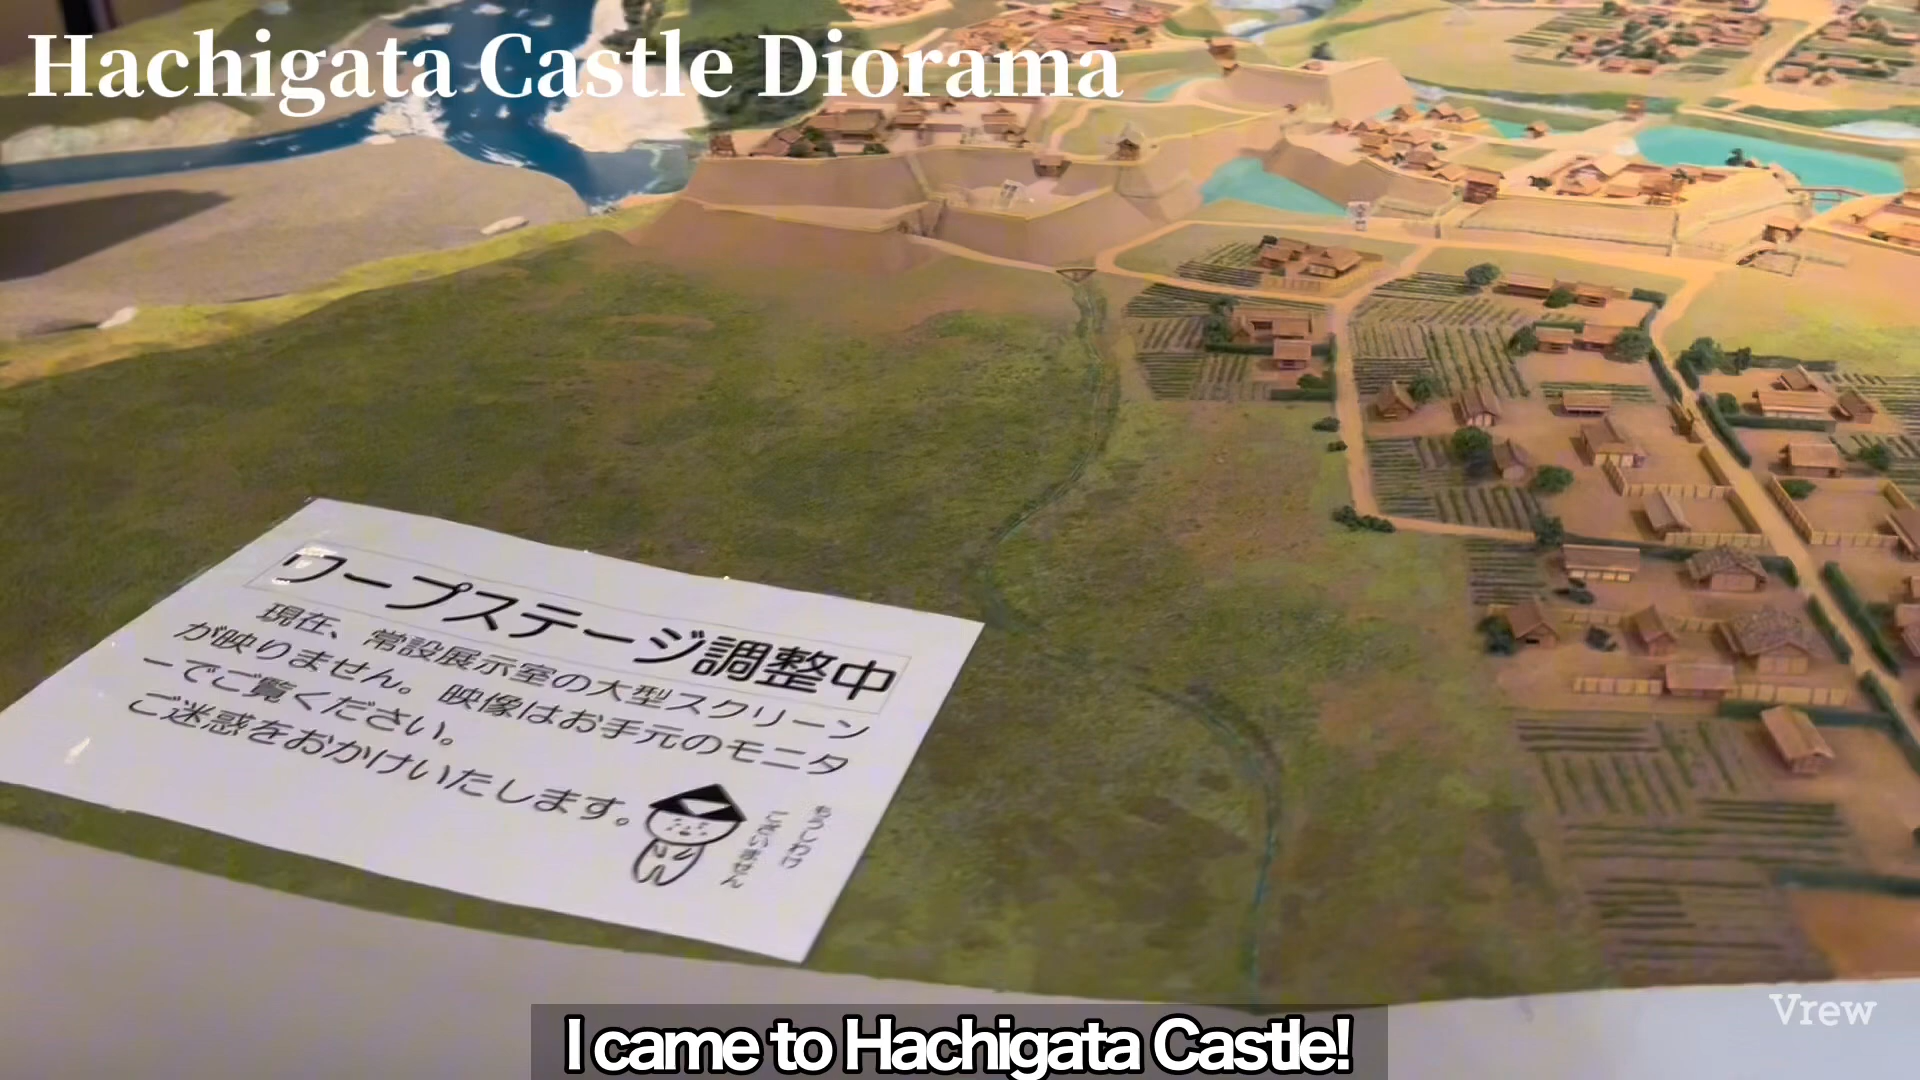 Hachigata Castle Diorama
ワープステージ調整中
現在、常設展示室の大型スクリーン
が映りません。映像はお手元のモニタ
ーでご覧ください。
ご迷惑をおかけいたします。
もうしわけ
ございません
Vrew
I came to Hachigata Castle!